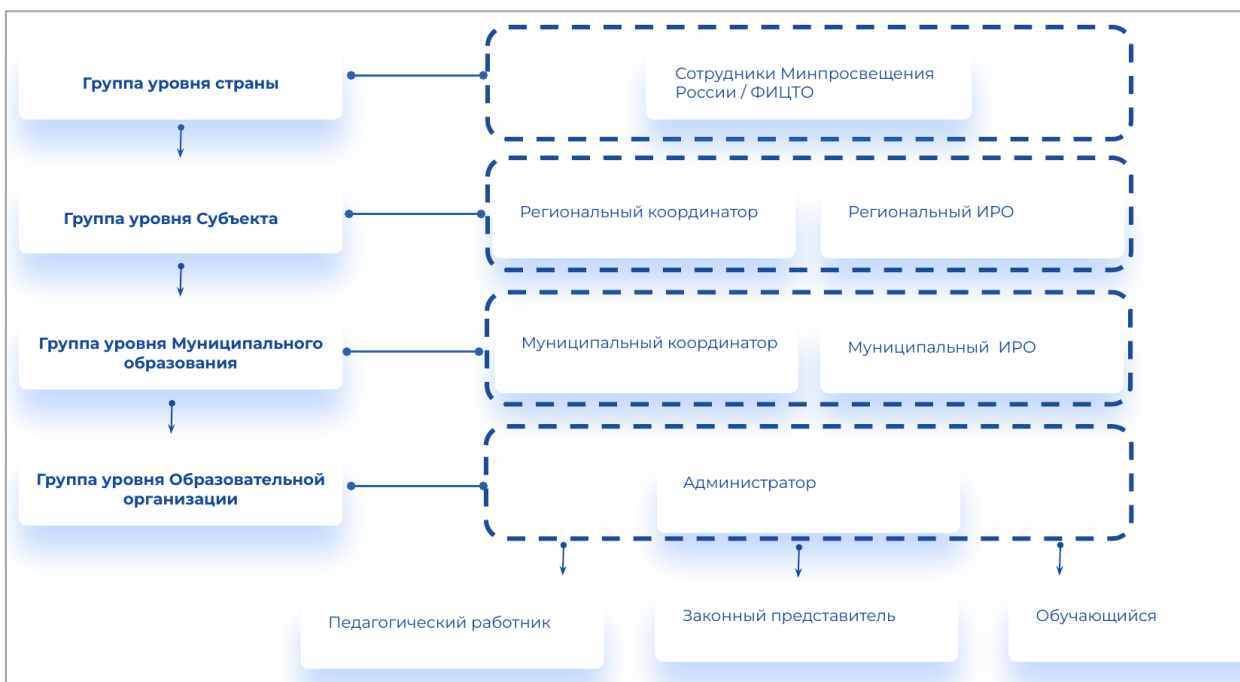 Группа уровня страны
Сотрудники Минпросвещения
России / ФИЦТО
Группа уровня Субъекта
Региональный координатор
Региональный ИРО
Группа уровня Муниципального
образования
Муниципальный координатор
Муниципальный ИРО
Группа уровня Образовательной
организации
Администратор
Педагогический работник
Законный представитель
Обучающийся